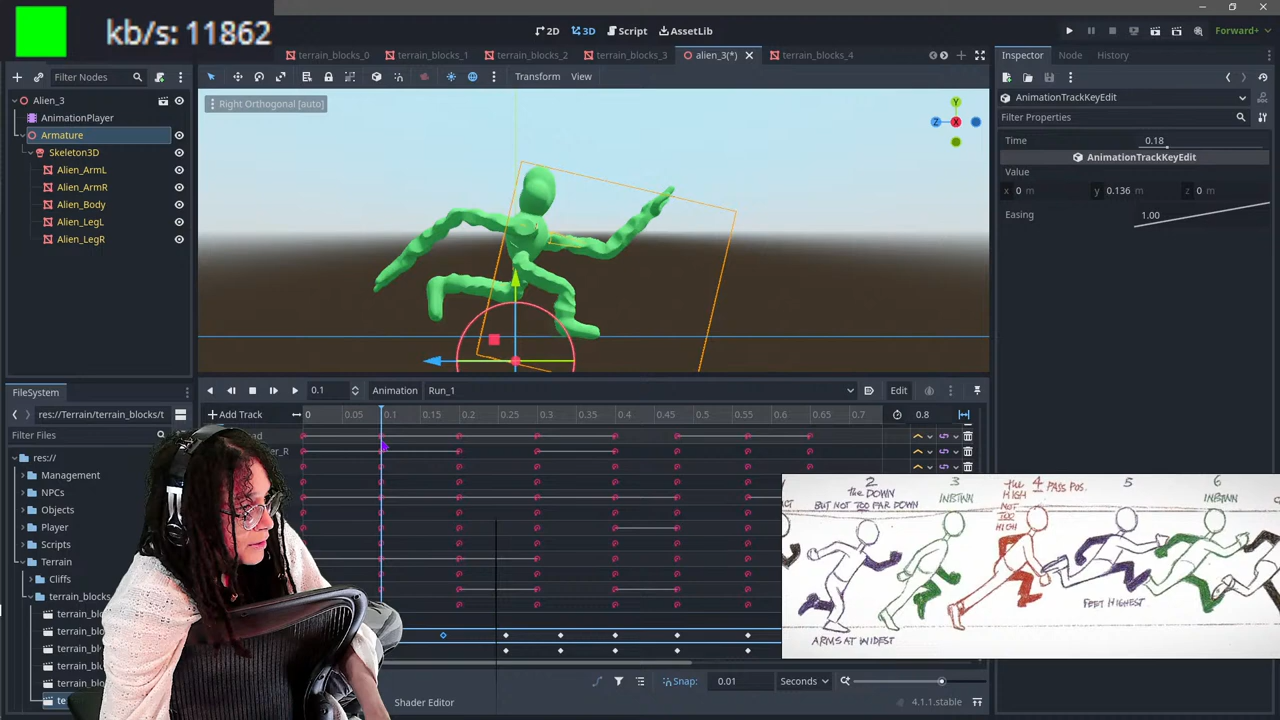 kb/s: 11862
2D 3D Script AssetLib Forward+
terrain_blocks_0 terrain_blocks_1 terrain_blocks_2 terrain_blocks_3 alien_3(*) terrain_blocks_4
Inspector Node History
Filter Nodes
Transform View
Alien_3
AnimationPlayer
Armature
Skeleton3D
Alien_ArmL
Alien_ArmR
Alien_Body
Alien_LegL
Alien_LegR
Right Orthogonal [auto]
Y
Z X
AnimationTrackKeyEdit
Filter Properties
Time 0.18
AnimationTrackKeyEdit
Value
x 0 m y 0.136 m z 0 m
Easing 1.00
FileSystem
res://Terrain/terrain_blocks/t
Filter Files
res://
Management
NPCs
Objects
Player
Scripts
Terrain
Cliffs
terrain_blocks
terrain_bloc
terrain_bloc
terrain_bloc
terrain_bloc
terrain_bloc
te
0.1 Animation Run_1 Edit
Add Track 0 0.05 0.1 0.15 0.2 0.25 0.3 0.35 0.4 0.45 0.5 0.55 0.6 0.65 0.7 0.8
Snap: 0.01 Seconds
Shader Editor
4.1.1.stable
2
the DOWN
BUT NOT TOO FAR DOWN
ARMS AT WIDEST
3
the 4 PASS POS.
HIGH
NOT
TOO
HIGH
5
FEET HIGHEST
6